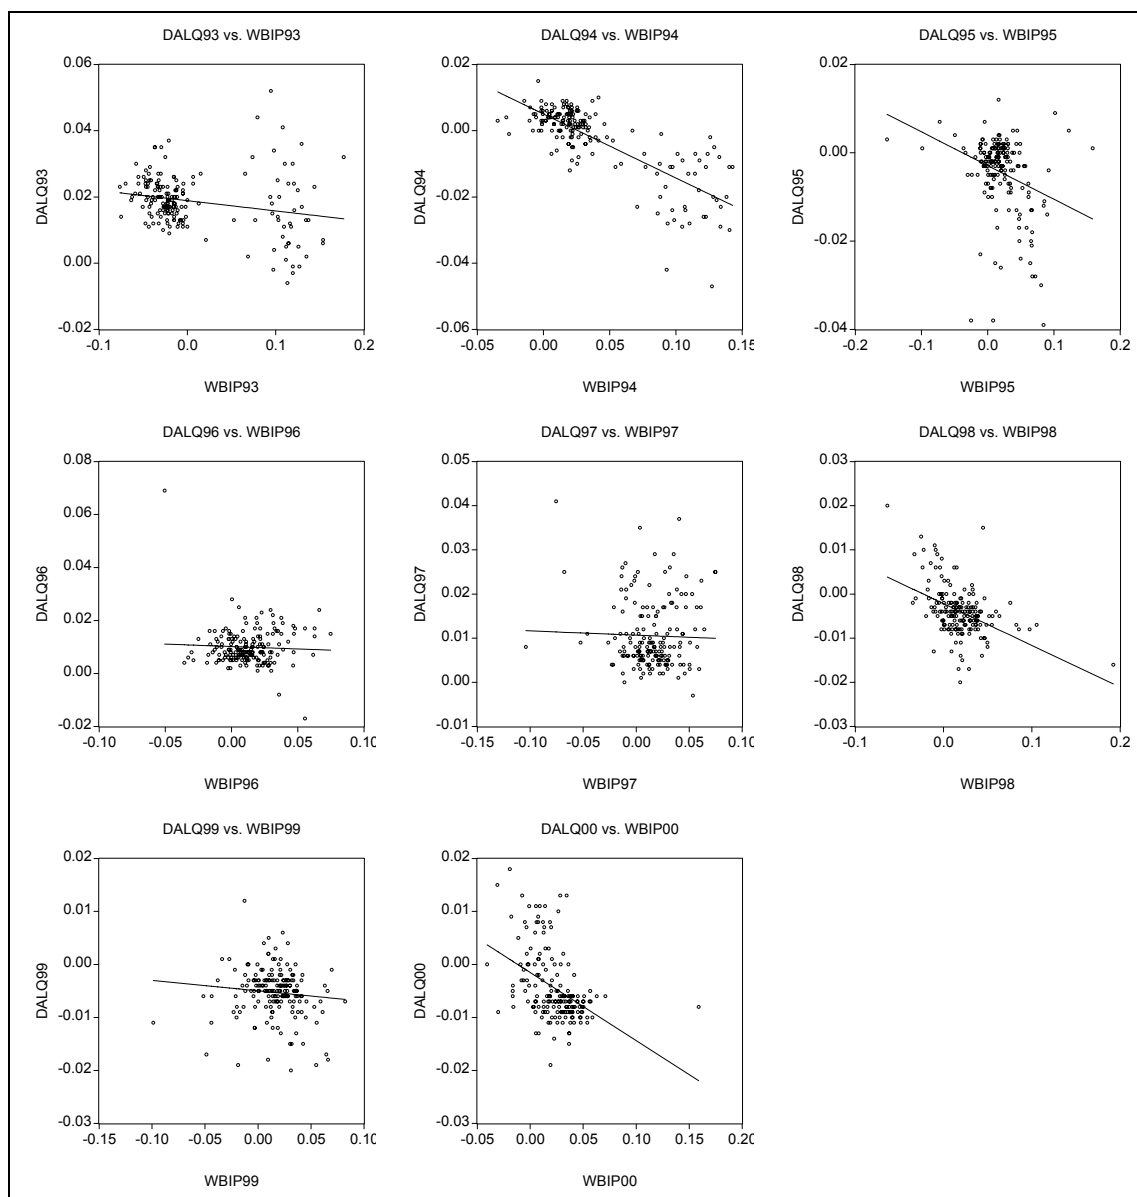 DALQ93 vs. WBIP93
0.06
0.04
0.02
0.00
-0.02
DALQ93
-0.1 0.0 0.1 0.2
WBIP93
DALQ94 vs. WBIP94
0.02
0.00
-0.02
-0.04
-0.06
DALQ94
-0.05 0.00 0.05 0.10 0.15
WBIP94
DALQ95 vs. WBIP95
0.02
0.00
-0.02
-0.04
DALQ95
-0.2 -0.1 0.0 0.1 0.2
WBIP95
DALQ96 vs. WBIP96
0.08
0.06
0.04
0.02
0.00
-0.02
DALQ96
-0.10 -0.05 0.00 0.05 0.10
WBIP96
DALQ97 vs. WBIP97
0.05
0.04
0.03
0.02
0.01
0.00
-0.01
DALQ97
-0.15 -0.10 -0.05 0.00 0.05 0.10
WBIP97
DALQ98 vs. WBIP98
0.03
0.02
0.01
0.00
-0.01
-0.02
-0.03
DALQ98
-0.1 0.0 0.1 0.2
WBIP98
DALQ99 vs. WBIP99
0.02
0.01
0.00
-0.01
-0.02
-0.03
DALQ99
-0.15 -0.10 -0.05 0.00 0.05 0.10
WBIP99
DALQ00 vs. WBIP00
0.02
0.01
0.00
-0.01
-0.02
-0.03
DALQ00
-0.05 0.00 0.05 0.10 0.15 0.20
WBIP00